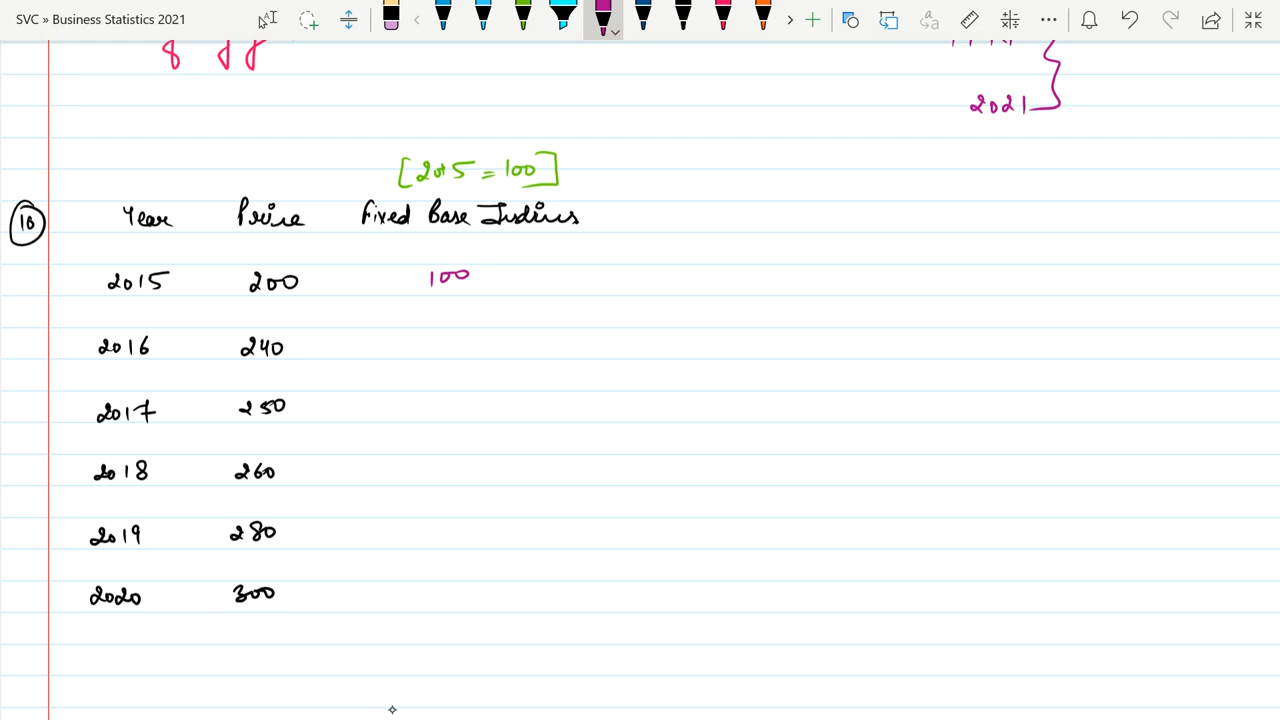 SVC » Business Statistics 2021
2021
[2015 = 100]
10 Year Price Fixed Base Indices
2015 200 100
2016 240
2017 250
2018 260
2019 280
2020 300